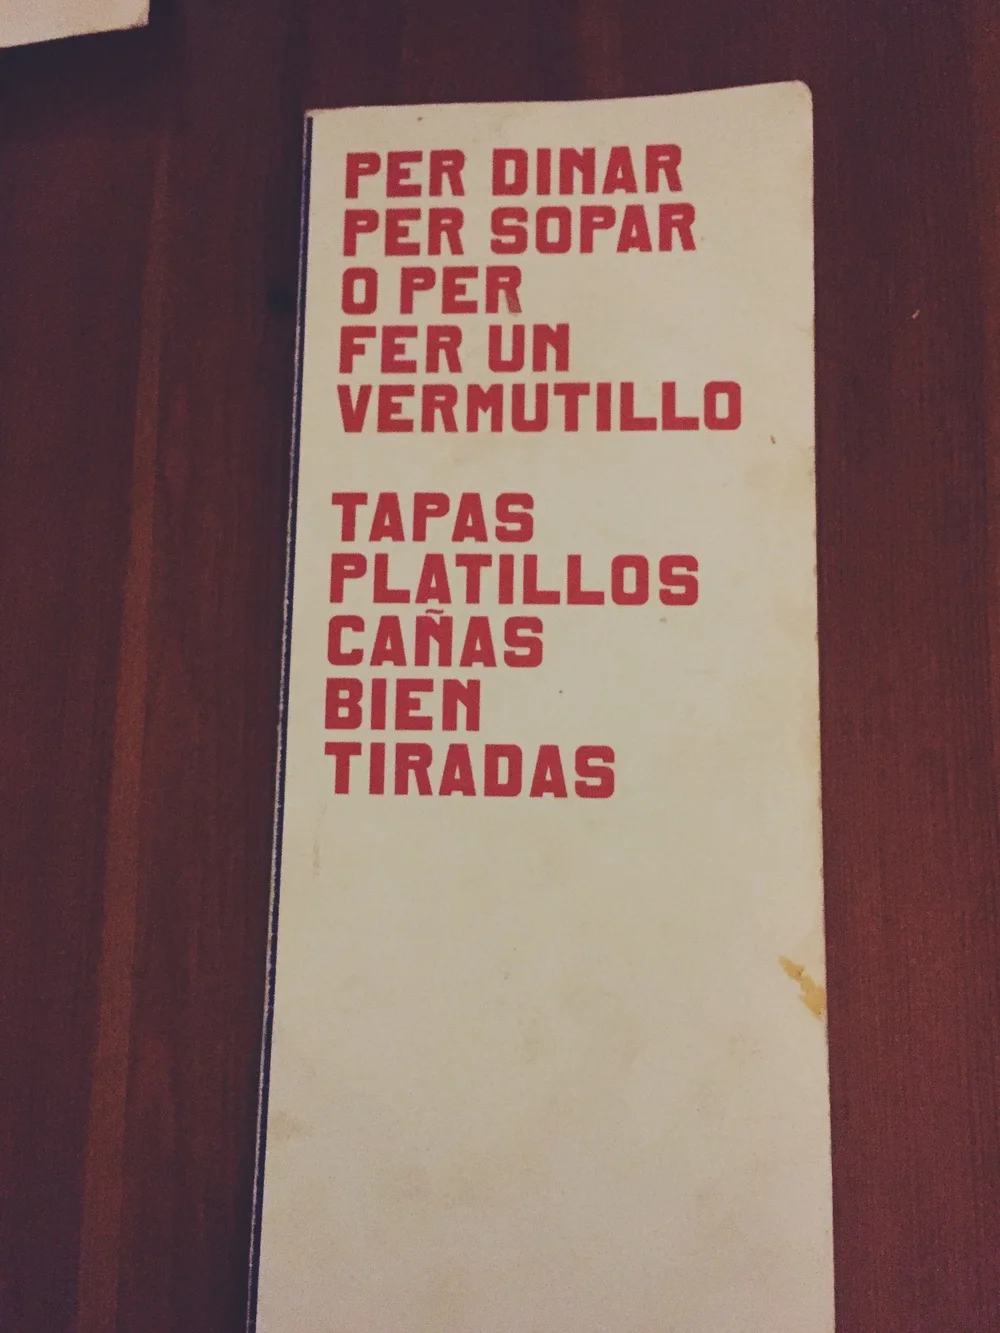 PER DINAR
PER SOPAR
O PER
FER UN
VERMUTILLO
TAPAS
PLATILLOS
CAÑAS
BIEN
TIRADAS